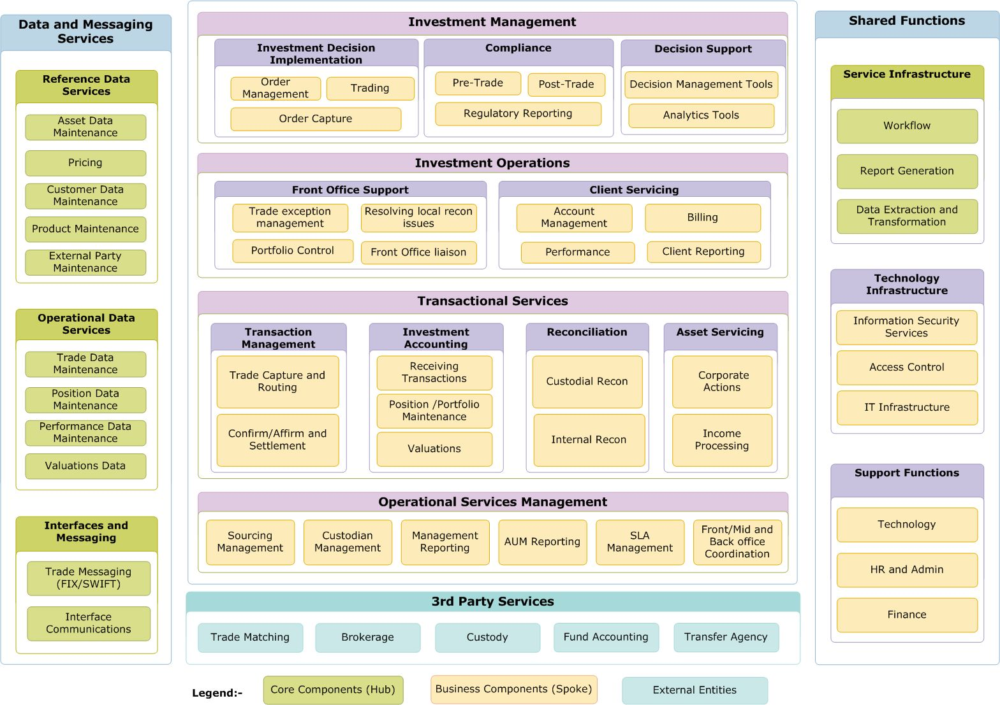 Data and Messaging
Services
Reference Data
Services
Asset Data
Maintenance
Pricing
Customer Data
Maintenance
Product Maintenance
External Party
Maintenance
Operational Data
Services
Trade Data
Maintenance
Position Data
Maintenance
Performance Data
Maintenance
Valuations Data
Interfaces and
Messaging
Trade Messaging
(FIX/SWIFT)
Interface
Communications
Investment Management
Investment Decision
Implementation
Order
Management
Trading
Order Capture
Compliance
Pre-Trade
Post-Trade
Regulatory Reporting
Decision Support
Decision Management Tools
Analytics Tools
Investment Operations
Front Office Support
Trade exception
management
Resolving local recon
issues
Portfolio Control
Front Office liaison
Client Servicing
Account
Management
Billing
Performance
Client Reporting
Transactional Services
Transaction
Management
Trade Capture and
Routing
Confirm/Affirm and
Settlement
Investment
Accounting
Receiving
Transactions
Position /Portfolio
Maintenance
Valuations
Reconciliation
Custodial Recon
Internal Recon
Asset Servicing
Corporate
Actions
Income
Processing
Operational Services Management
Sourcing
Management
Custodian
Management
Management
Reporting
AUM Reporting
SLA
Management
Front/Mid and
Back office
Coordination
3rd Party Services
Trade Matching
Brokerage
Custody
Fund Accounting
Transfer Agency
Shared Functions
Service Infrastructure
Workflow
Report Generation
Data Extraction and
Transformation
Technology
Infrastructure
Information Security
Services
Access Control
IT Infrastructure
Support Functions
Technology
HR and Admin
Finance
Legend:-
Core Components (Hub)
Business Components (Spoke)
External Entities